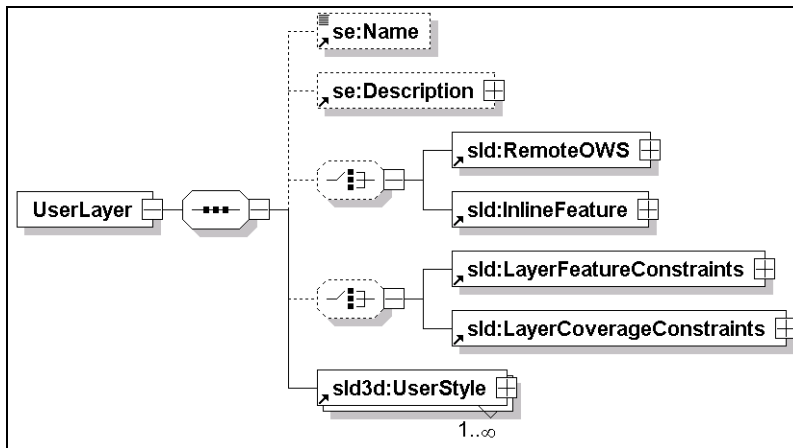 se:Name
se:Description
sld:RemoteOWS
UserLayer
sld:InlineFeature
sld:LayerFeatureConstraints
sld:LayerCoverageConstraints
sld3d:UserStyle
1..∞